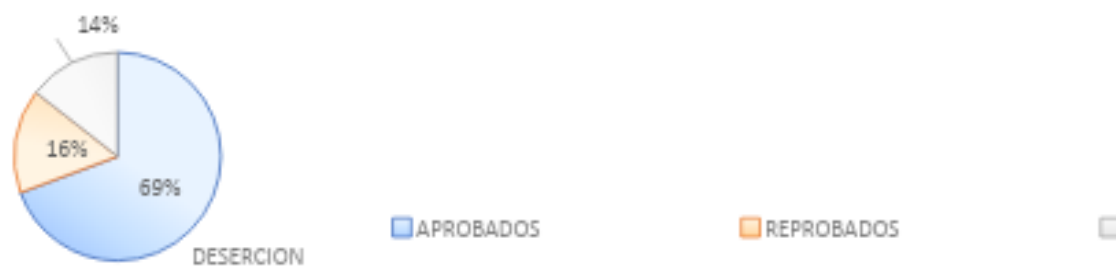 14%
16%
69%
APROBADOS
REPROBADOS
DESERCION